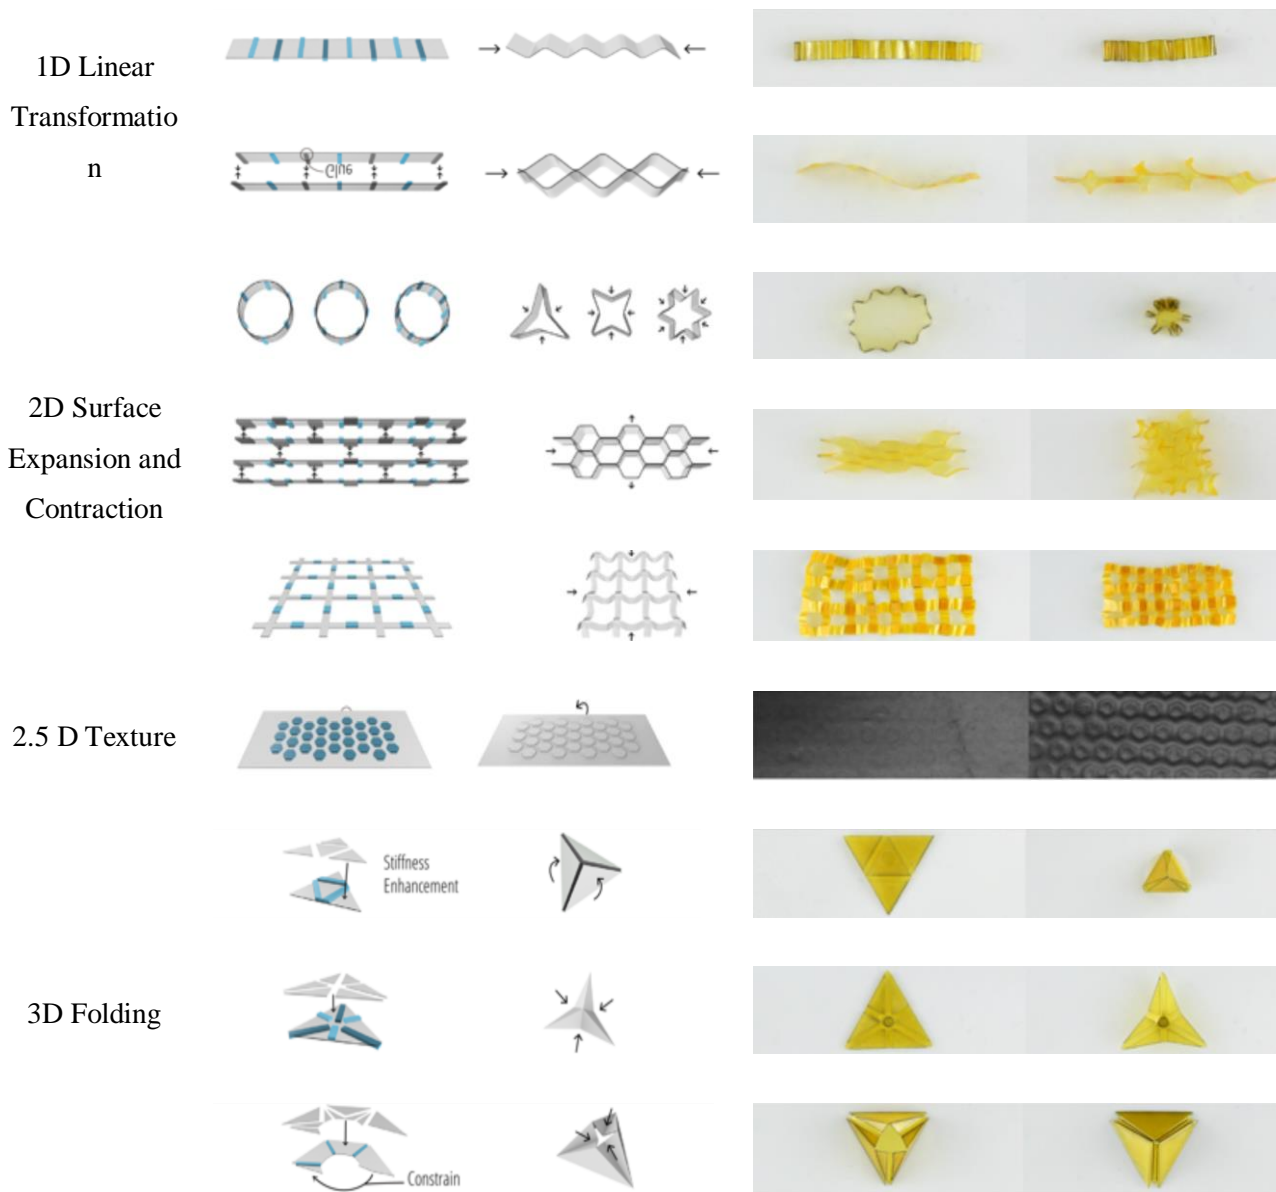 1D Linear
Transformatio
n
Glue
2D Surface
Expansion and
Contraction
2.5 D Texture
Stiffness
Enhancement
3D Folding
Constrain